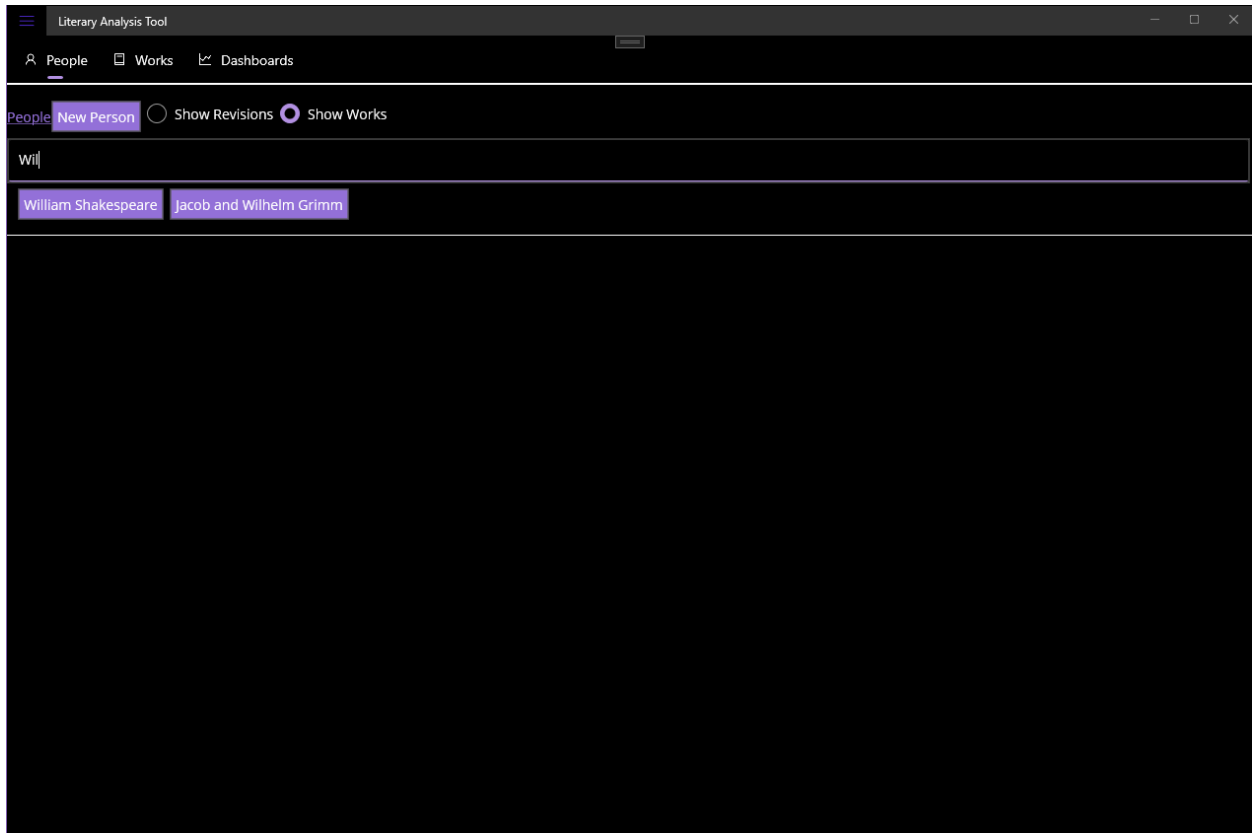 Literary Analysis Tool
People Works Dashboards
People New Person Show Revisions Show Works
Wil
William Shakespeare Jacob and Wilhelm Grimm